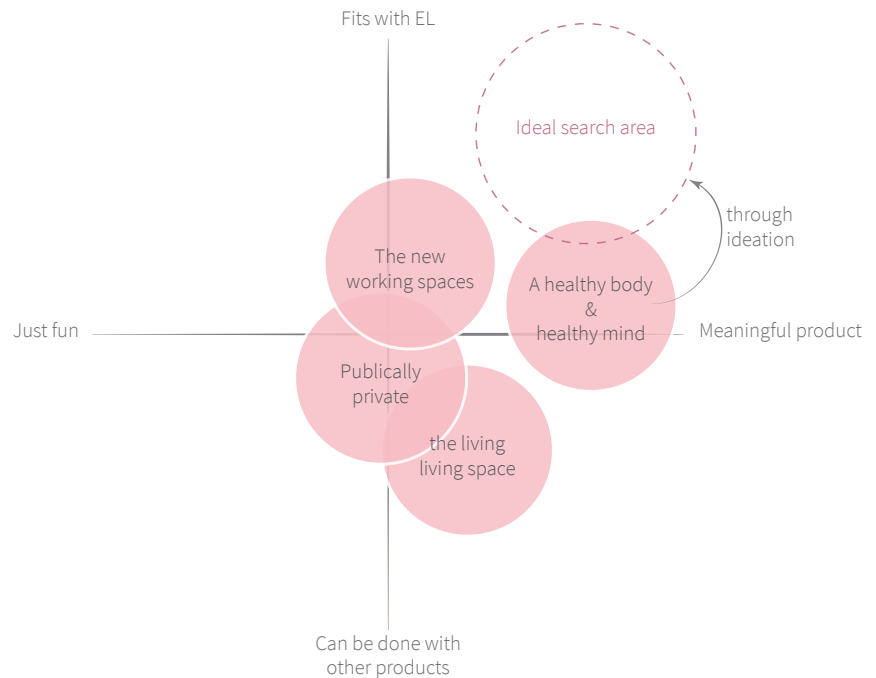 Fits with EL
Ideal search area
through
ideation
The new
working spaces
A healthy body
&
healthy mind
Just fun
Meaningful product
Publically
private
the living
living space
Can be done with
other products